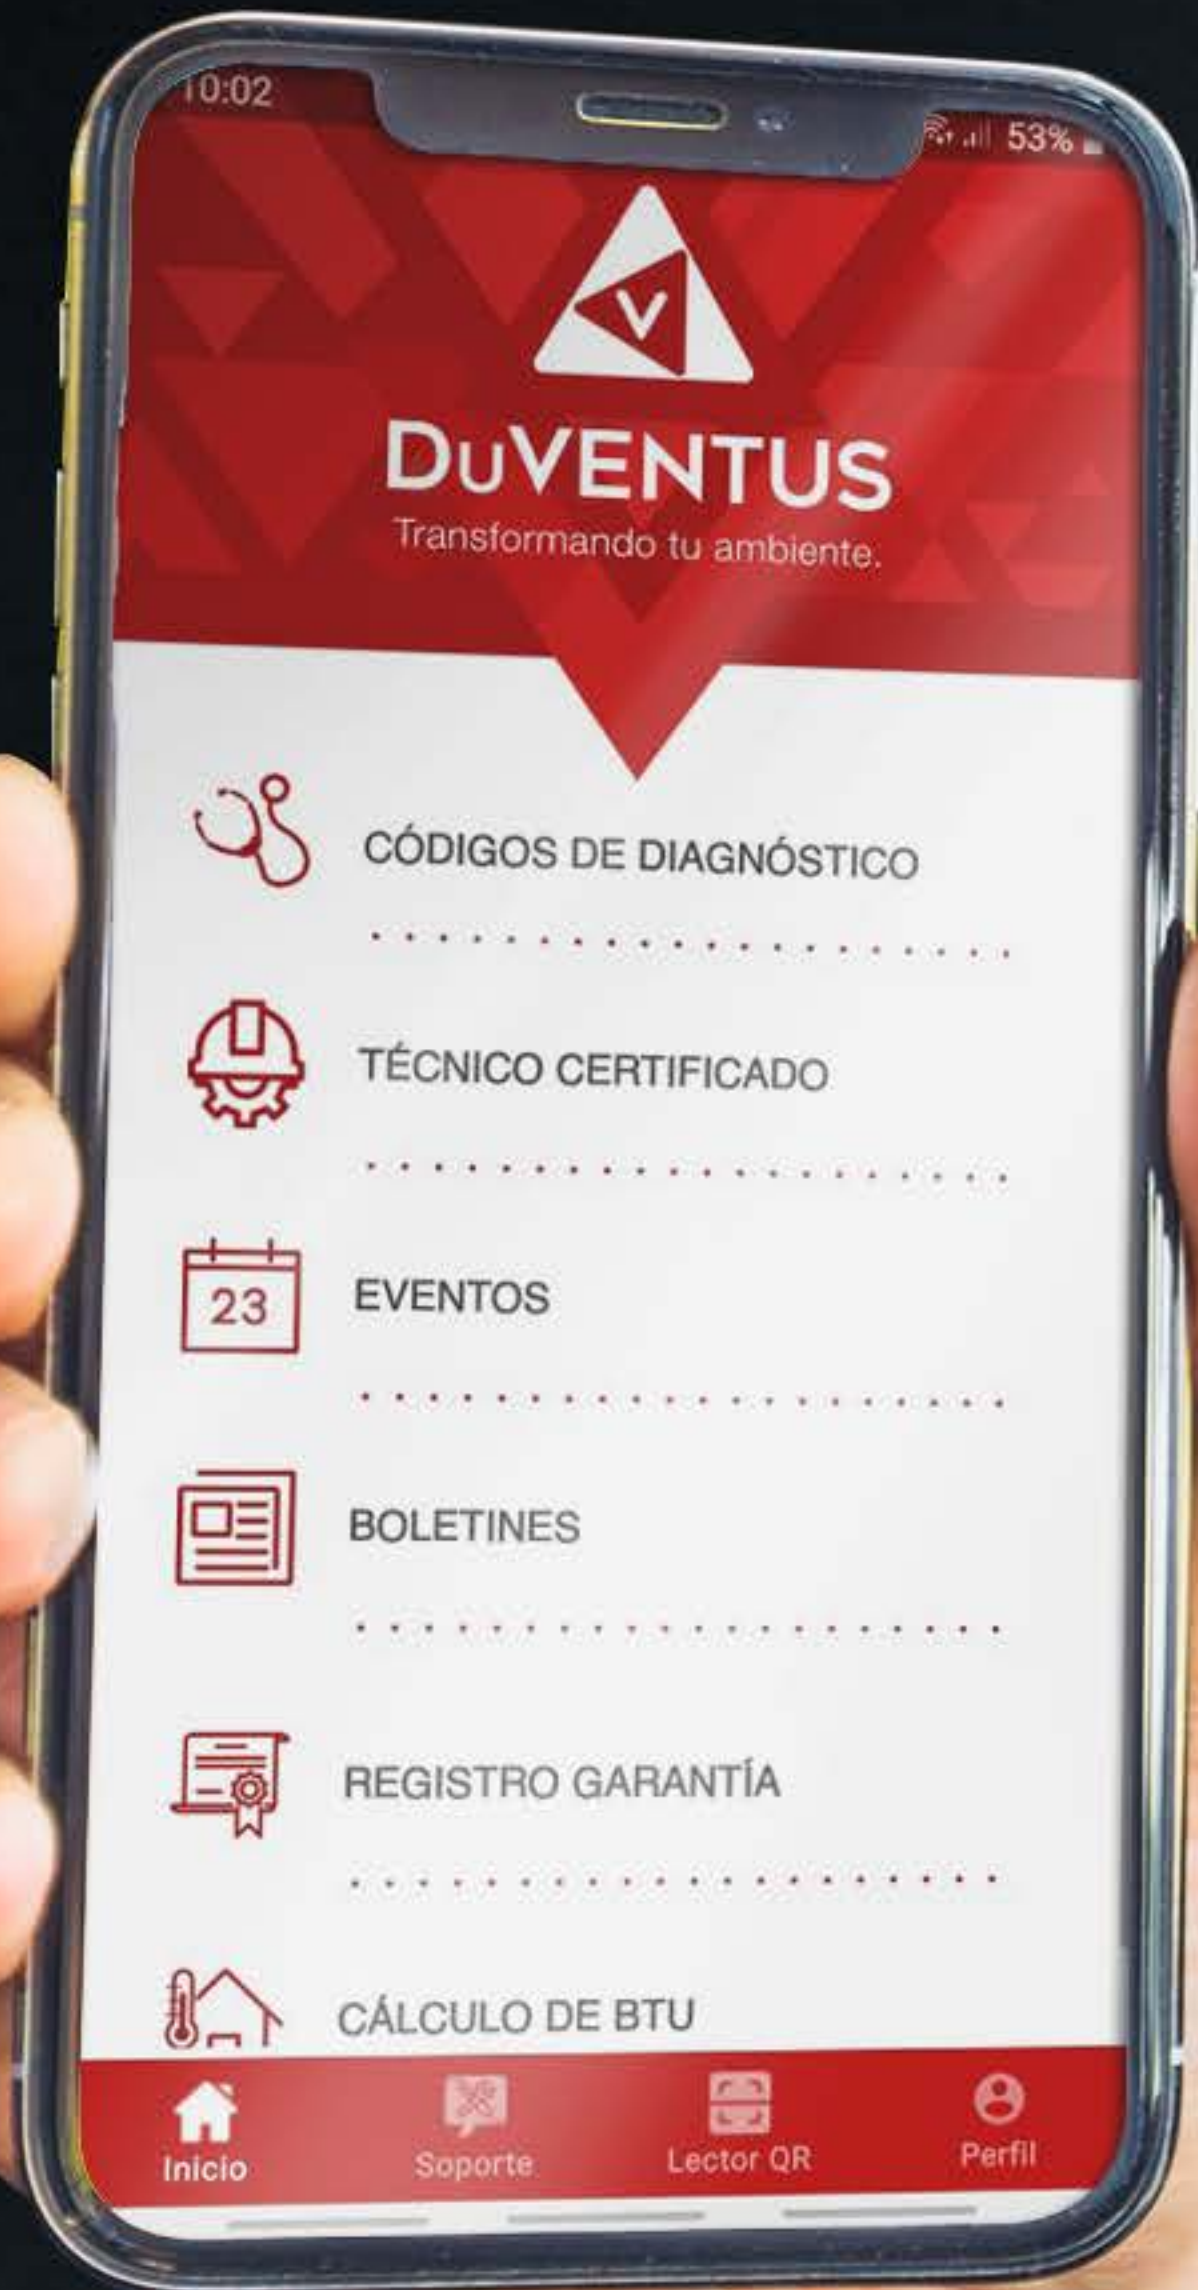 10:02
53%
V
DuVENTUS
Transformando tu ambiente.
CÓDIGOS DE DIAGNÓSTICO
TÉCNICO CERTIFICADO
23
EVENTOS
BOLETINES
REGISTRO GARANTÍA
CÁLCULO DE BTU
Inicio
Soporte
Lector QR
Perfil